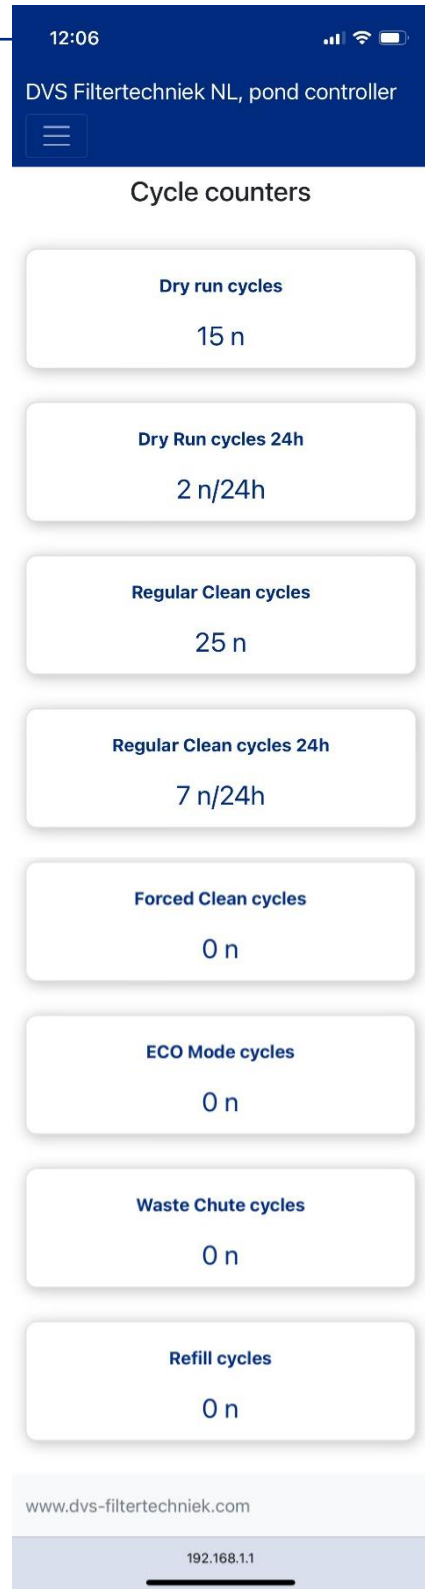 12:06
DVS Filtertechniek NL, pond controller
Cycle counters
Dry run cycles
15 n
Dry Run cycles 24h
2 n/24h
Regular Clean cycles
25 n
Regular Clean cycles 24h
7 n/24h
Forced Clean cycles
0 n
ECO Mode cycles
0 n
Waste Chute cycles
0 n
Refill cycles
0 n
www.dvs-filtertechniek.com
192.168.1.1